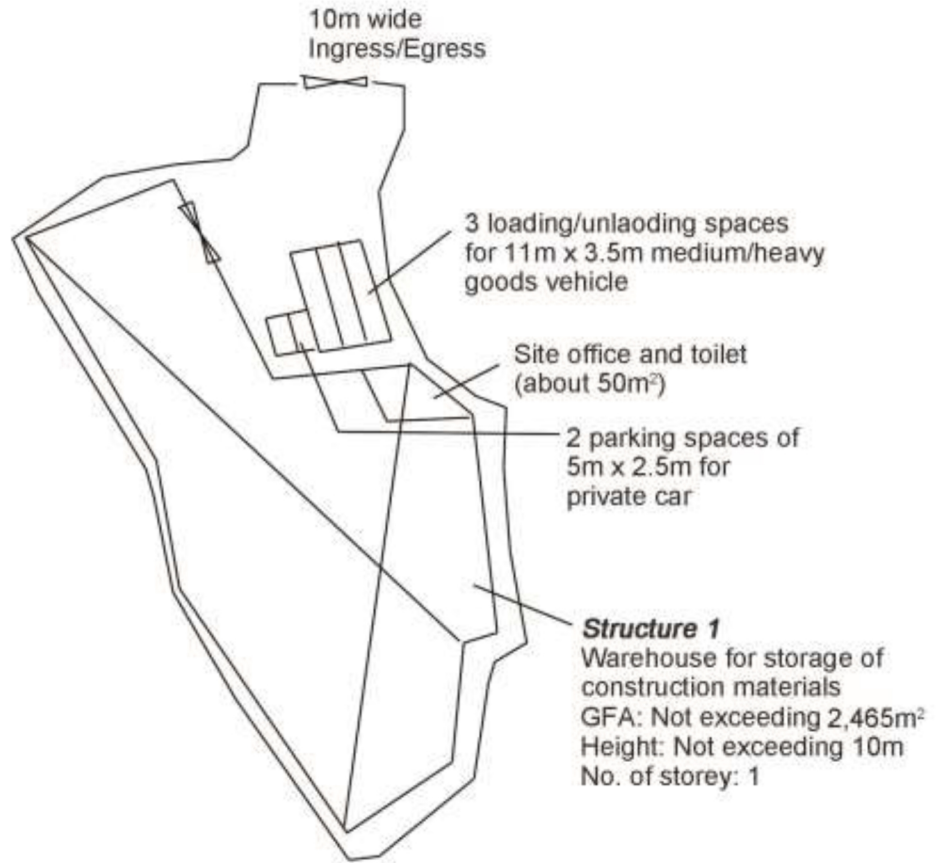 10m wide
Ingress/Egress
3 loading/unlaoding spaces
for 11m x 3.5m medium/heavy
goods vehicle
Site office and toilet
(about 50m²)
2 parking spaces of
5m x 2.5m for
private car
Structure 1
Warehouse for storage of
construction materials
GFA: Not exceeding 2,465m²
Height: Not exceeding 10m
No. of storey: 1